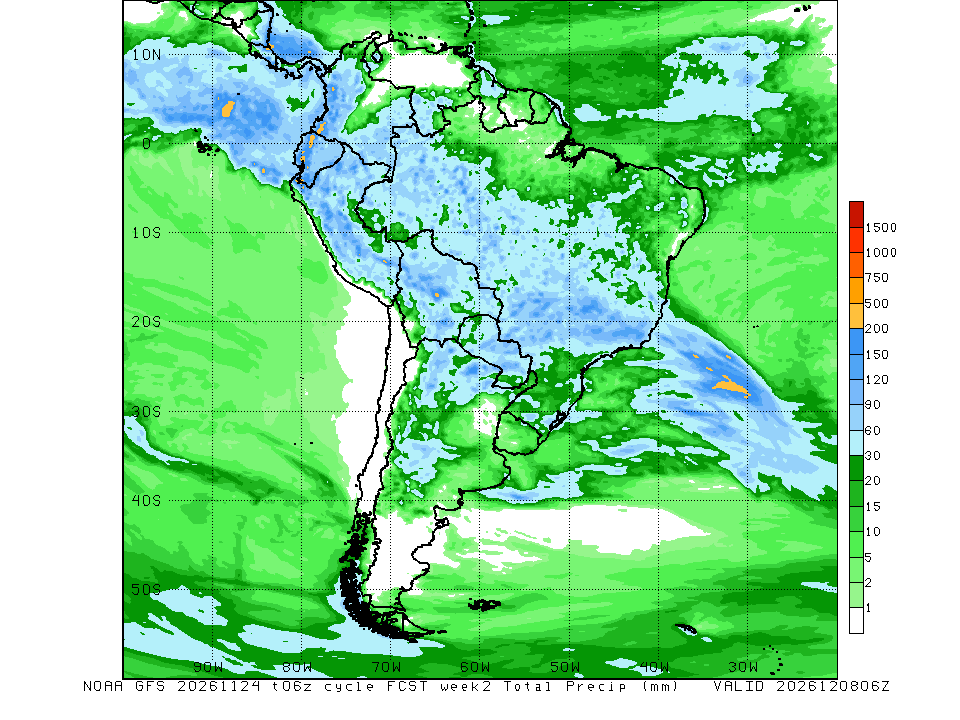 10N
0
10S
20S
30S
40S
50S
90W 80W 70W 60W 50W 40W 30W
1500
1000
750
500
200
150
120
90
60
30
20
15
10
5
2
1
NOAA GFS 20261124 t06z cycle FCST week2 Total Precip (mm) VALID 2026120806Z